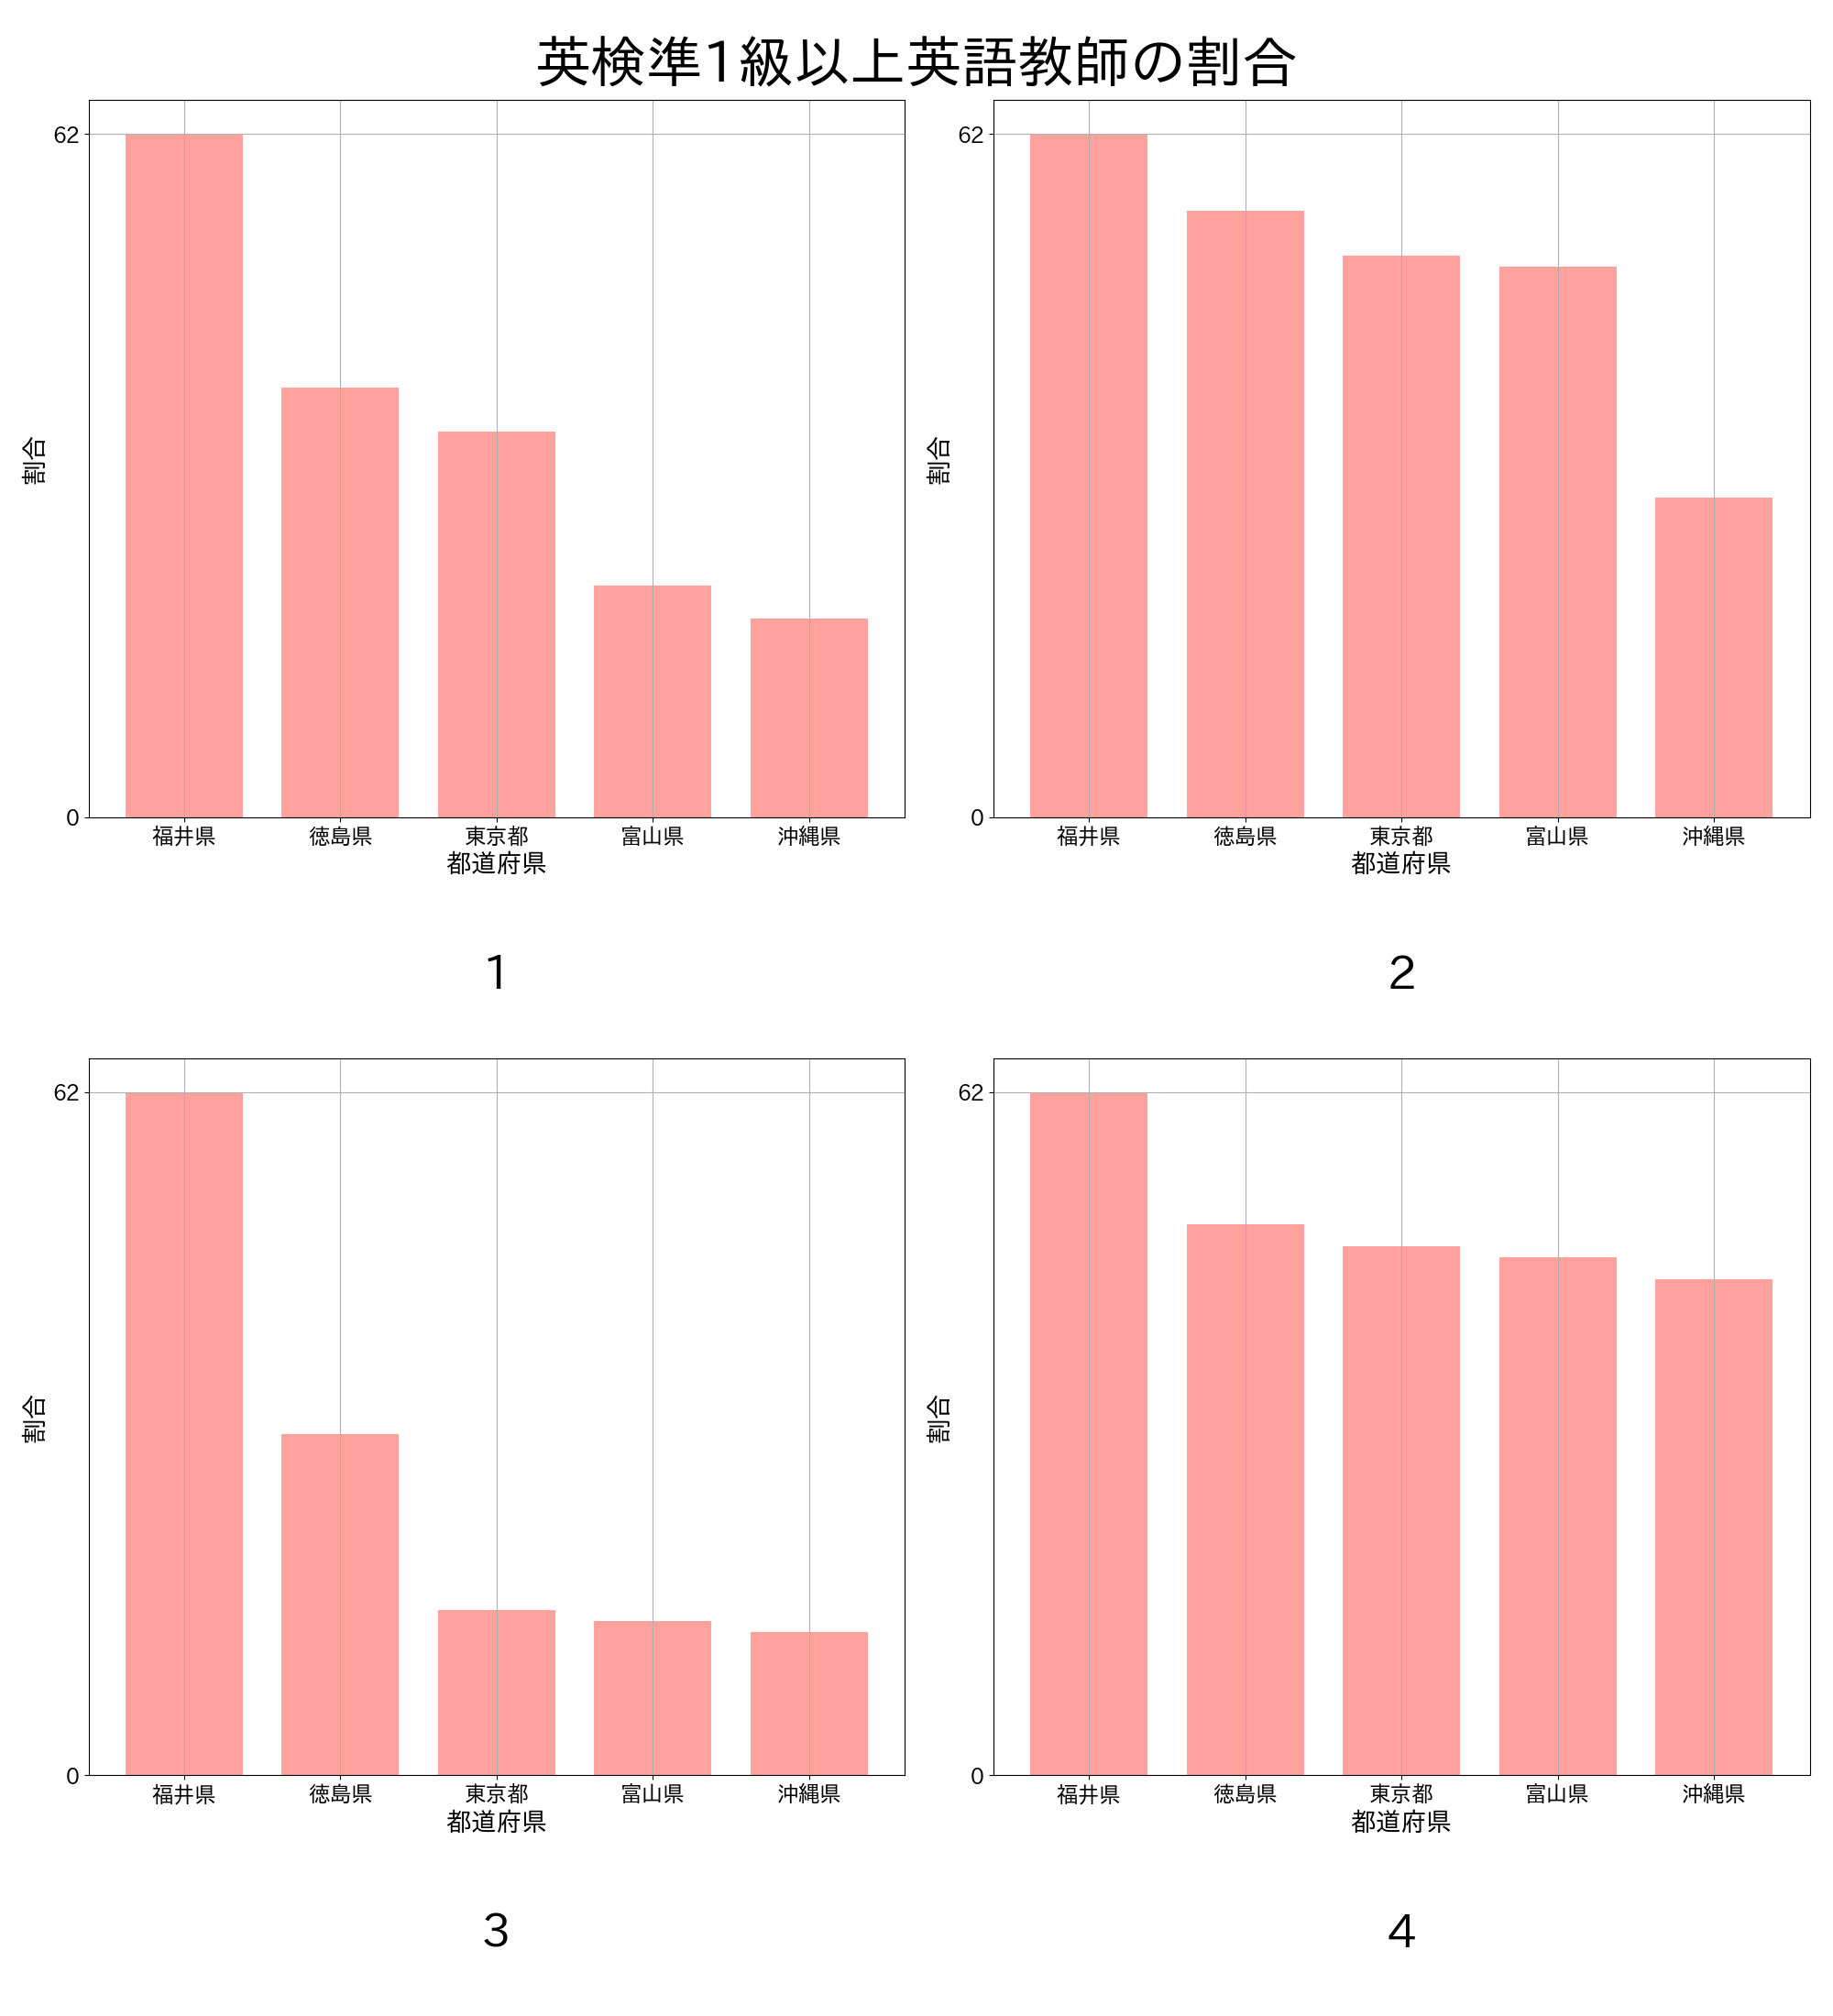 英検準1級以上英語教師の割合
62
0
割合
福井県 徳島県 東京都 富山県 沖縄県
都道府県
1
62
0
割合
福井県 徳島県 東京都 富山県 沖縄県
都道府県
2
62
0
割合
福井県 徳島県 東京都 富山県 沖縄県
都道府県
3
62
0
割合
福井県 徳島県 東京都 富山県 沖縄県
都道府県
4